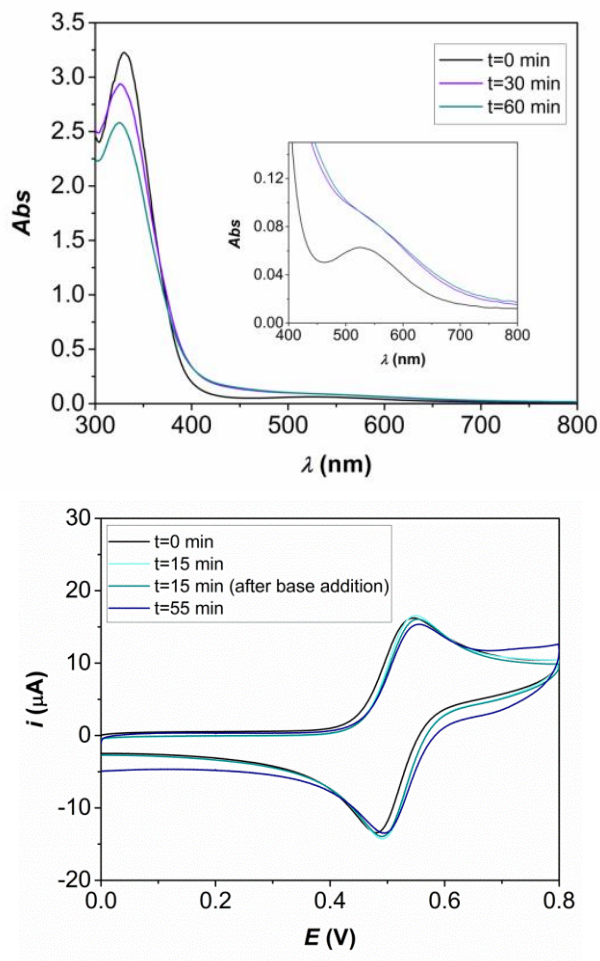 3.5
3.0
2.5
2.0
1.5
1.0
0.5
0.0
Abs
t=0 min
t=30 min
t=60 min
0.12
0.08
0.04
0.00
Abs
400 500 600 700 800
λ (nm)
300 400 500 600 700 800
λ (nm)
30
20
10
0
-10
-20
i (µA)
t=0 min
t=15 min
t=15 min (after base addition)
t=55 min
0.0 0.2 0.4 0.6 0.8
E (V)